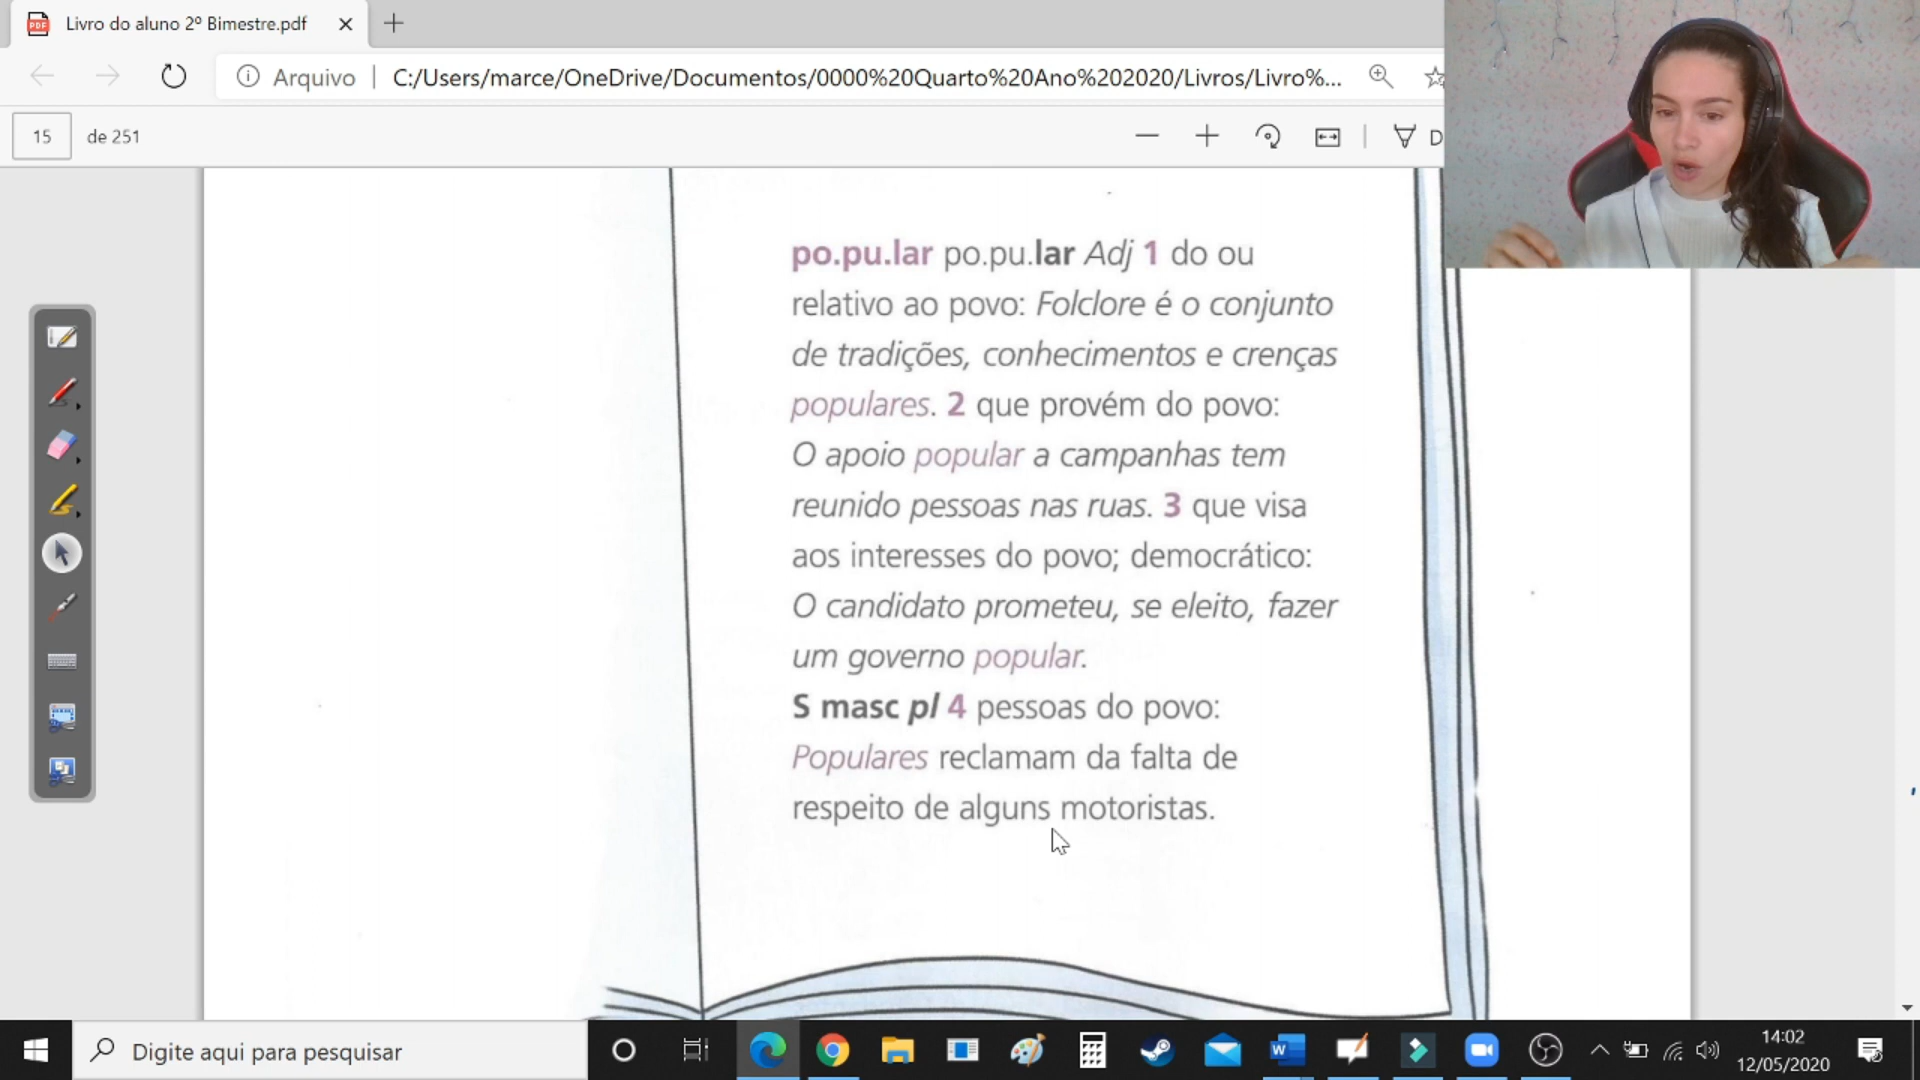 Livro do aluno 2º Bimestre.pdf
Arquivo
C:/Users/marce/OneDrive/Documentos/0000%20Quarto%20Ano%202020/Livros/Livro%...
15 de 251
D
po.pu.lar po.pu.lar Adj 1 do ou
relativo ao povo: Folclore é o conjunto
de tradições, conhecimentos e crenças
populares. 2 que provém do povo:
O apoio popular a campanhas tem
reunido pessoas nas ruas. 3 que visa
aos interesses do povo; democrático:
O candidato prometeu, se eleito, fazer
um governo popular.
S masc pl 4 pessoas do povo:
Populares reclamam da falta de
respeito de alguns motoristas.
Digite aqui para pesquisar
14:02
12/05/2020